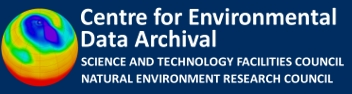 Centre for Environmental
Data Archival
SCIENCE AND TECHNOLOGY FACILITIES COUNCIL
NATURAL ENVIRONMENT RESEARCH COUNCIL